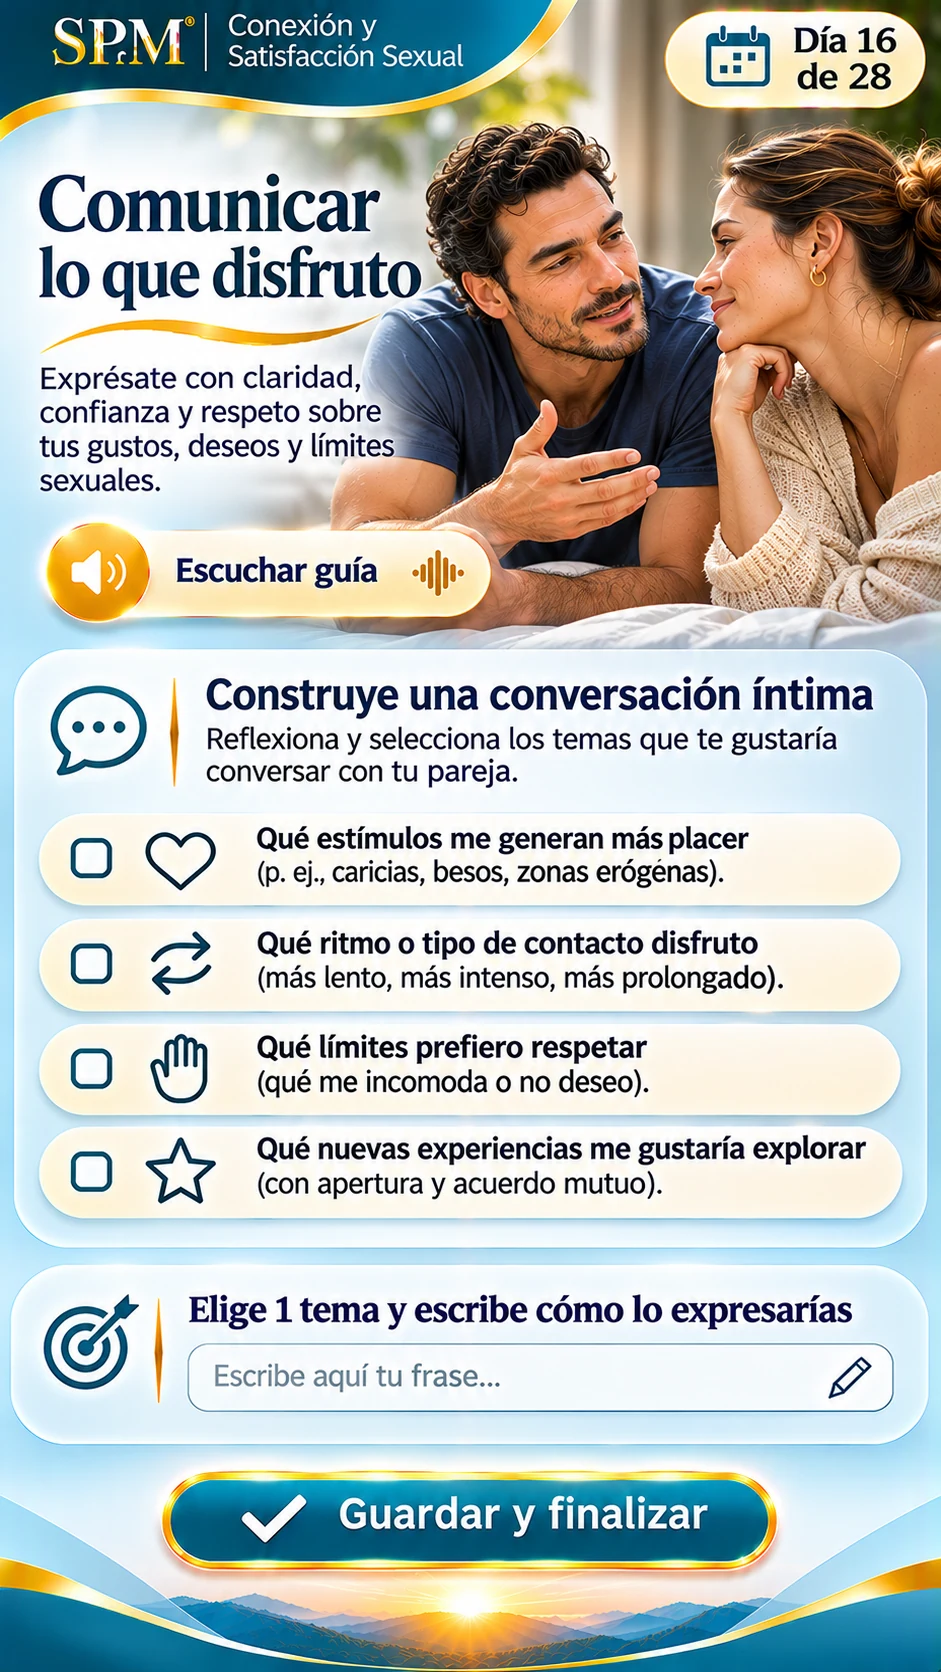 SPrM®
Conexión y
Satisfacción Sexual
Día 16
de 28
Comunicar
lo que disfruto
Exprésate con claridad,
confianza y respeto sobre
tus gustos, deseos y límites
sexuales.
Escuchar guía
Construye una conversación íntima
Reflexiona y selecciona los temas que te gustaría
conversar con tu pareja.
Qué estímulos me generan más placer
(p. ej., caricias, besos, zonas erógenas).
Qué ritmo o tipo de contacto disfruto
(más lento, más intenso, más prolongado).
Qué límites prefiero respetar
(qué me incomoda o no deseo).
Qué nuevas experiencias me gustaría explorar
(con apertura y acuerdo mutuo).
Elige 1 tema y escribe cómo lo expresarías
Escribe aquí tu frase...
Guardar y finalizar